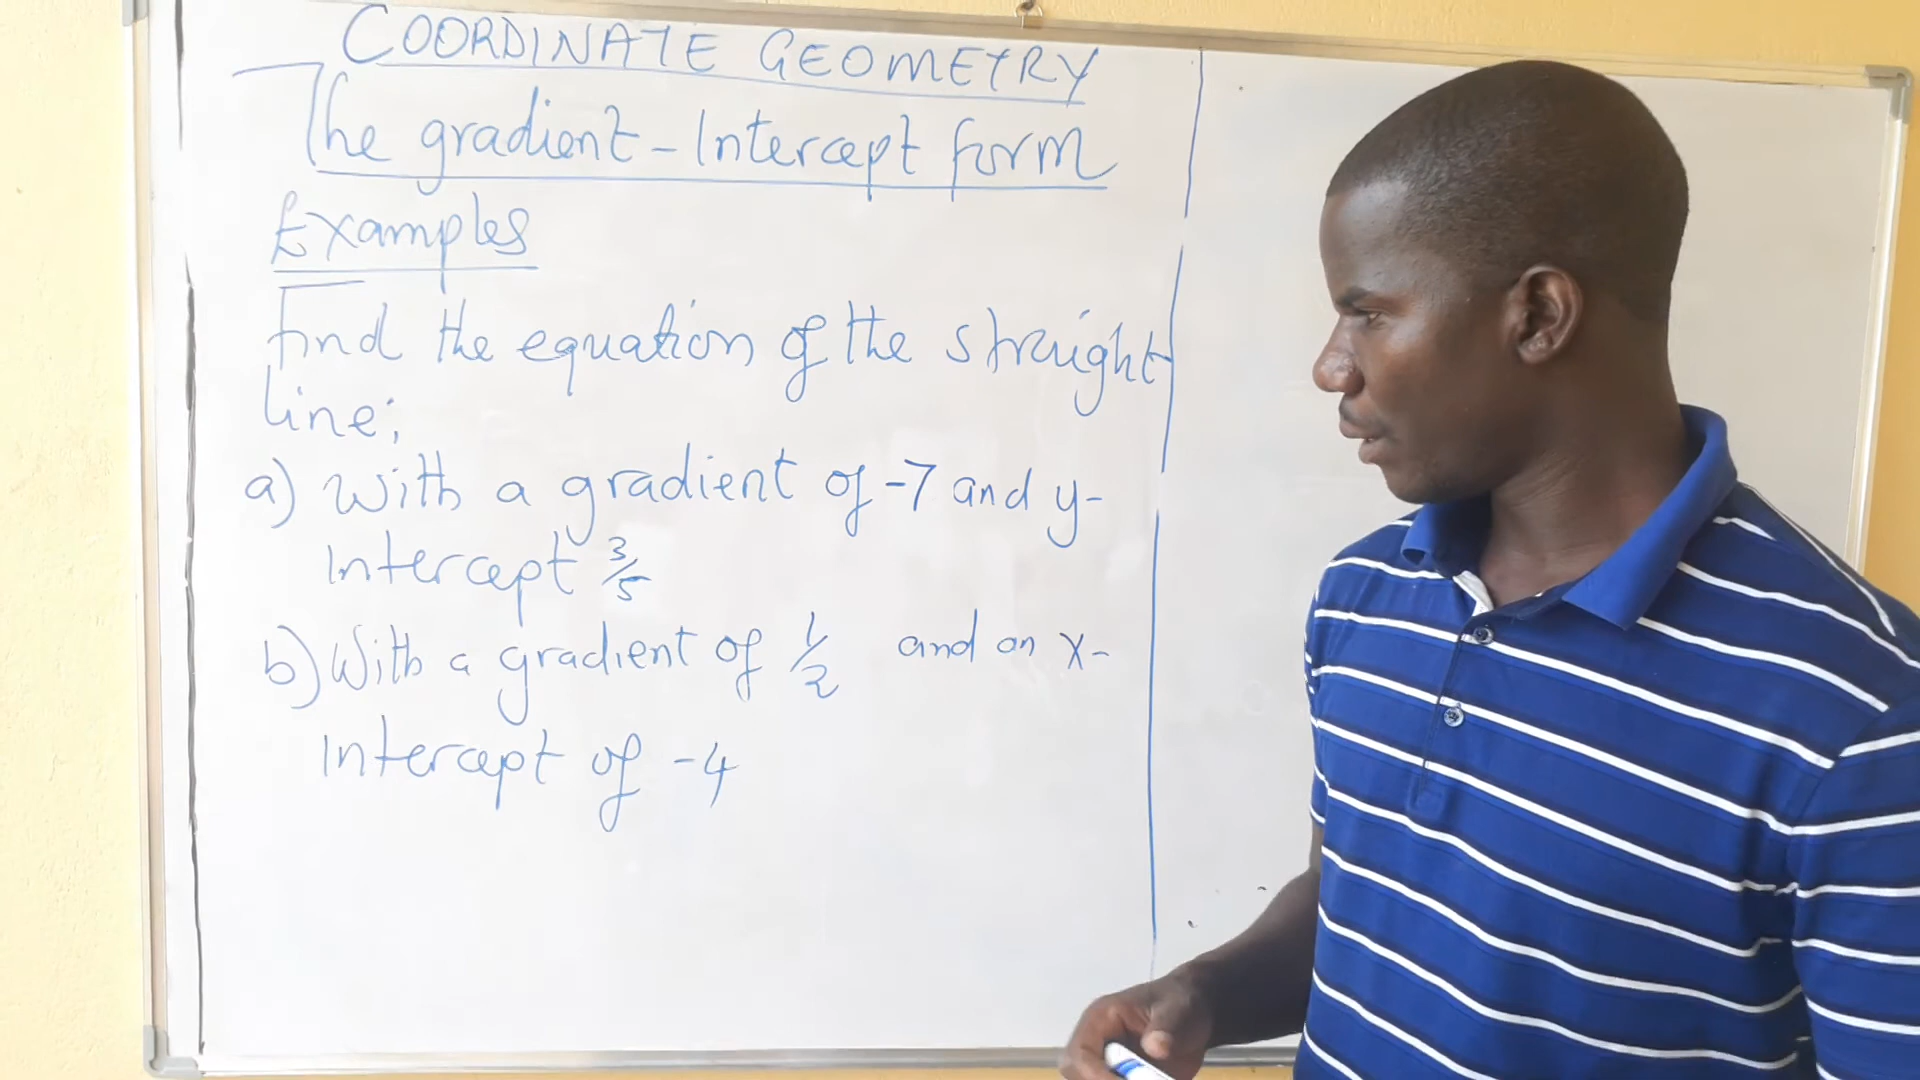 COORDINATE GEOMETRY
The gradient-Intercept form
Examples
Find the equation of the straight
line;
a) With a gradient of -7 and y-
Intercept 3/5
b) With a gradient of 1/2 and an x-
Intercept of -4